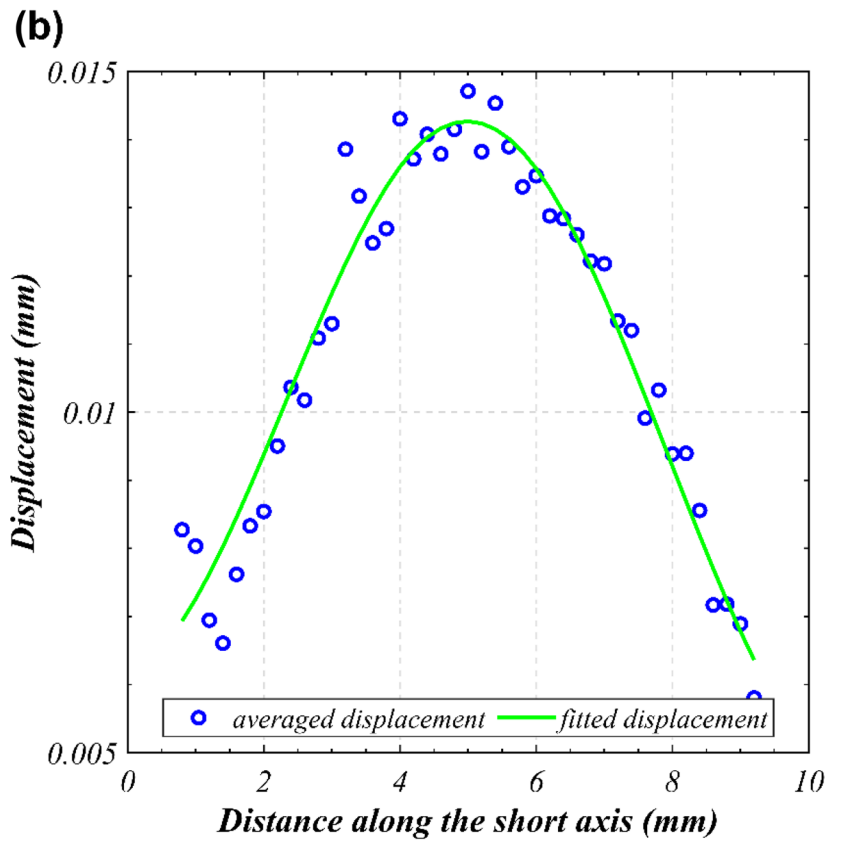 (b)
0.015
0.01
0.005
Displacement (mm)
averaged displacement fitted displacement
0 2 4 6 8 10
Distance along the short axis (mm)